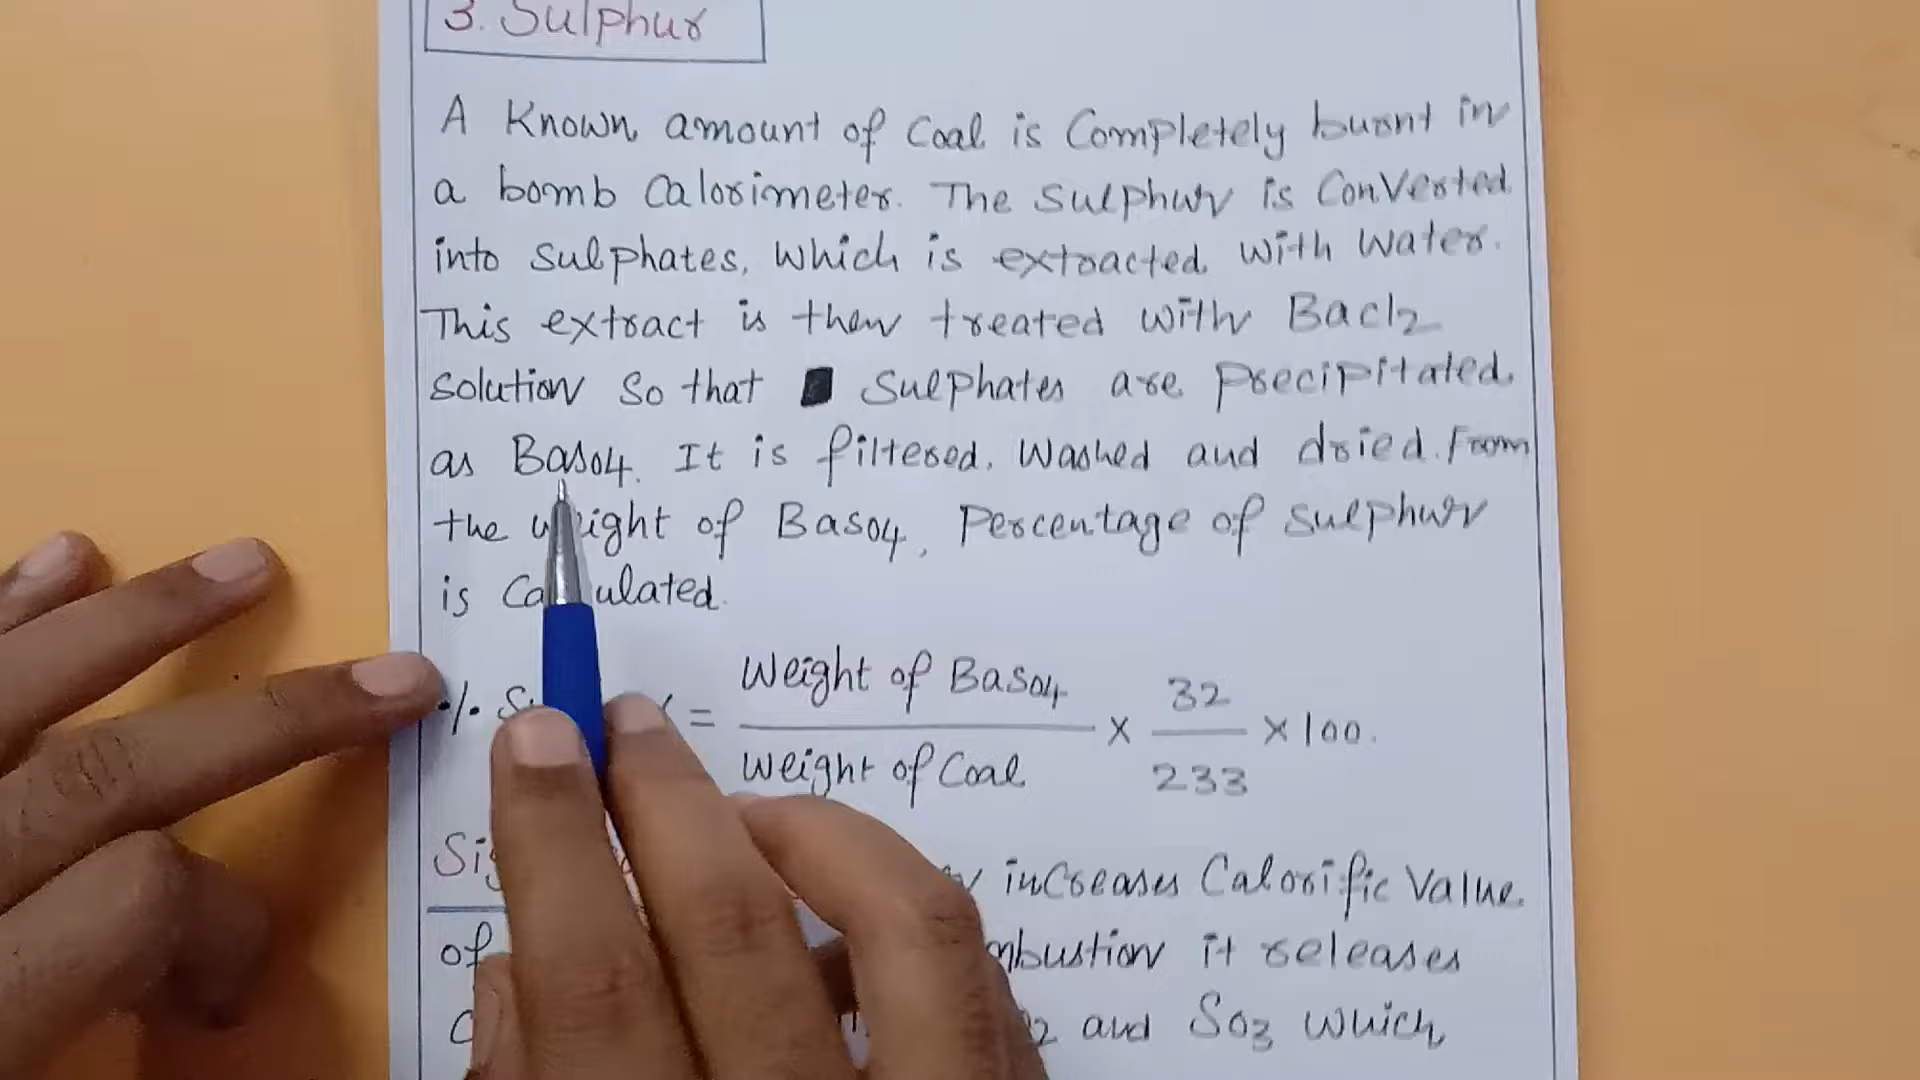 3. Sulphur
A Known amount of Coal is Completely burnt in
a bomb Calorimeter. The Sulphur is Converted
into Sulphates, which is extracted with Water.
This extract is then treated with Bacl2
Solution So that Sulphates are Precipitated
as Baso4. It is filtered, Washed and dried. From
the of Baso4, Percentage of Sulphur
is
=
Weight of Baso4
Weight of Coal
× 32
233
× 100.
increases Calorific Value
of it releases
and So3 which